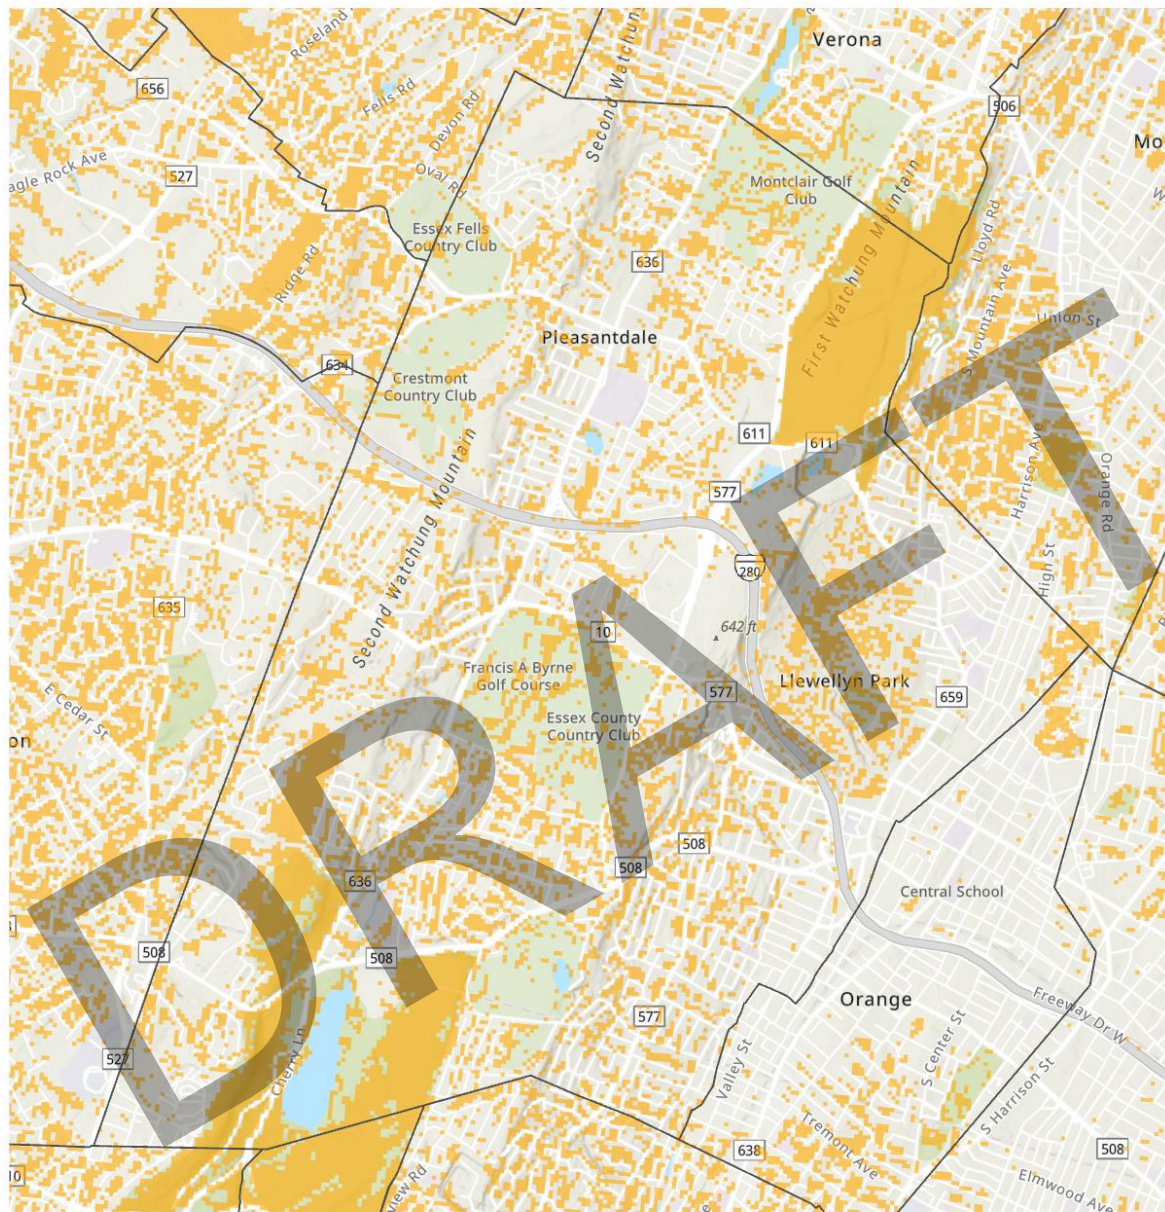 Verona
Roseland
Second Watchung
656
506
Fells Rd
Devon Rd
Mo
Eagle Rock Ave
527
Oval Rd
Montclair Golf
Club
Essex Fells
Country Club
Lloyd Rd
First Watchung Mountain
636
Ridge Rd
S Mountain Ave
Union St
Pleasantdale
634
Crestmont
Country Club
611
611
Second Watchung Mountain
577
Harrison Ave
Orange Rd
280
High St
635
10
642 ft
Francis A Byrne
Golf Course
577
Llewellyn Park
659
E Cedar St
Essex County
Country Club
on
DRAFT
508
508
636
Central School
508
508
Orange
Freeway Dr W
577
527
Cherry Ln
Valley St
S Center St
S Harrison St
Tremont Ave
638
508
10
view Rd
Elmwood Ave